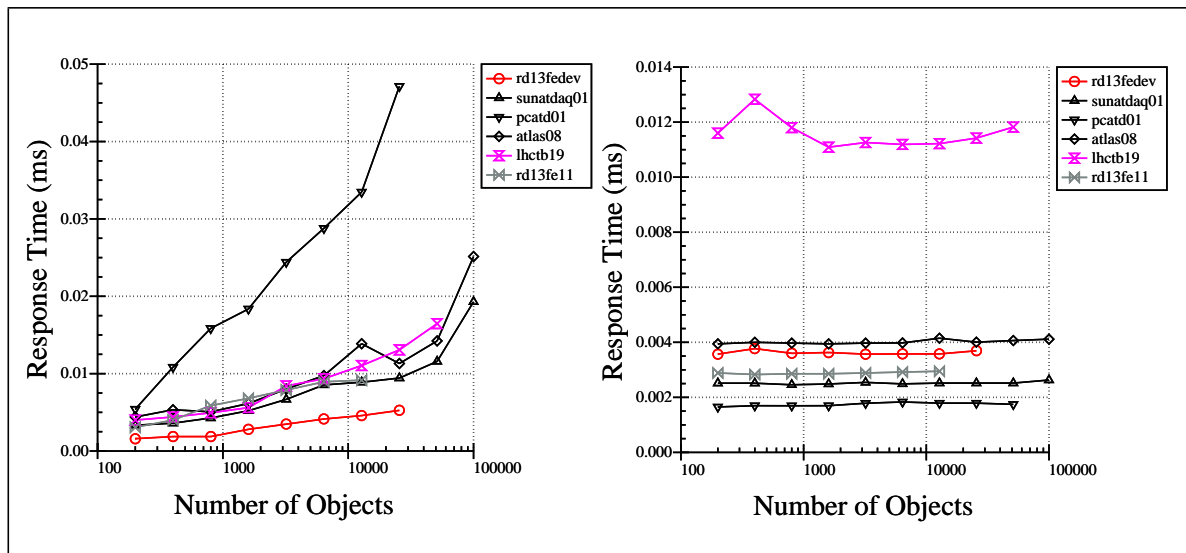 0.05
0.04
0.03
0.02
0.01
0.00
100
1000
10000
100000
Response Time (ms)
Number of Objects
rd13fedev
sunatdaq01
pcatd01
atlas08
lhctb19
rd13fe11
0.014
0.012
0.010
0.008
0.006
0.004
0.002
0.000
100
1000
10000
100000
Response Time (ms)
Number of Objects
rd13fedev
sunatdaq01
pcatd01
atlas08
lhctb19
rd13fe11